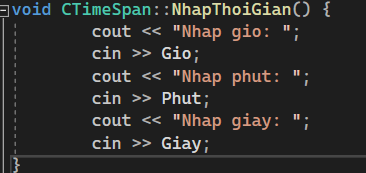 void CTimeSpan::NhapThoiGian() {
cout << "Nhap gio: ";
cin >> Gio;
cout << "Nhap phut: ";
cin >> Phut;
cout << "Nhap giay: ";
cin >> Giay;
}